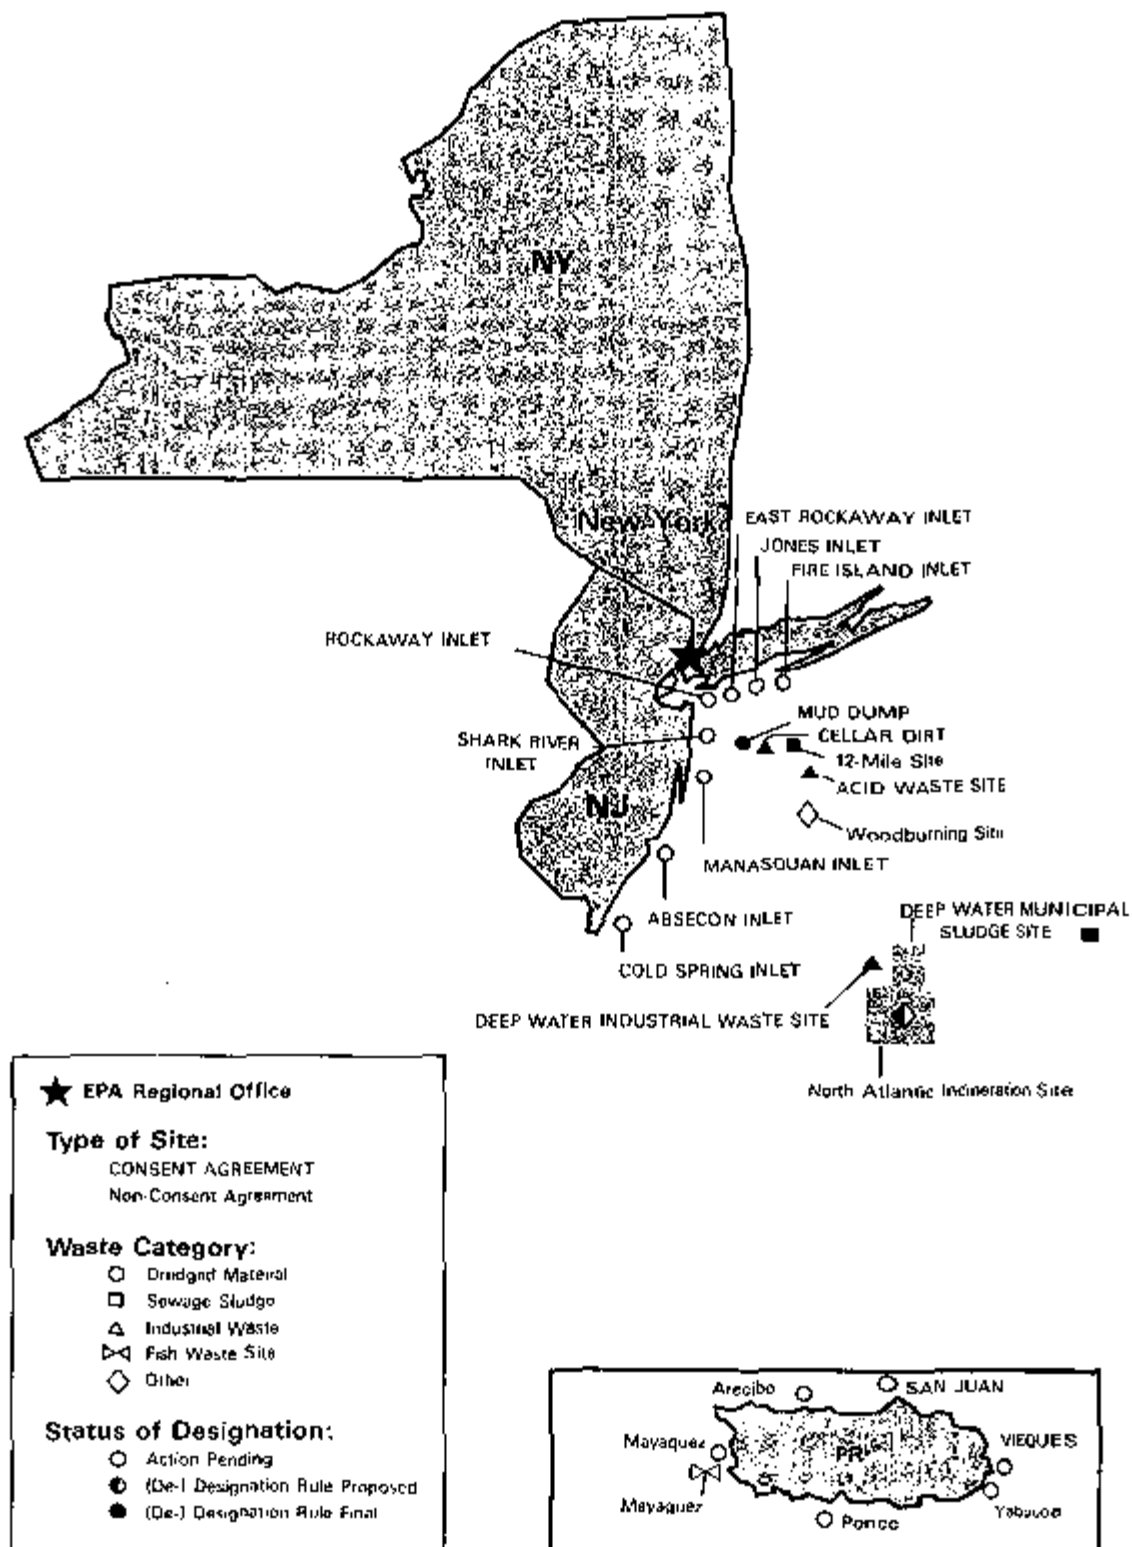 NY
New York
EAST ROCKAWAY INLET
JONES INLET
FIRE ISLAND INLET
ROCKAWAY INLET
MUD DUMP
CELLAR DIRT
SHARK RIVER
INLET
12-Mile Site
ACID WASTE SITE
NJ
Woodburning Site
MANASQUAN INLET
ABSECON INLET
DEEP WATER MUNICIPAL
SLUDGE SITE
COLD SPRING INLET
DEEP WATER INDUSTRIAL WASTE SITE
North Atlantic Incineration Site
EPA Regional Office
Type of Site:
CONSENT AGREEMENT
Non-Consent Agreement
Waste Category:
Dredged Material
Sewage Sludge
Industrial Waste
Fish Waste Site
Other
Status of Designation:
Action Pending
(De-) Designation Rule Proposed
(De-) Designation Rule Final
Arecibo
SAN JUAN
Mayaquez
PR
VIEQUES
Mayaguez
Yabucoa
Ponce